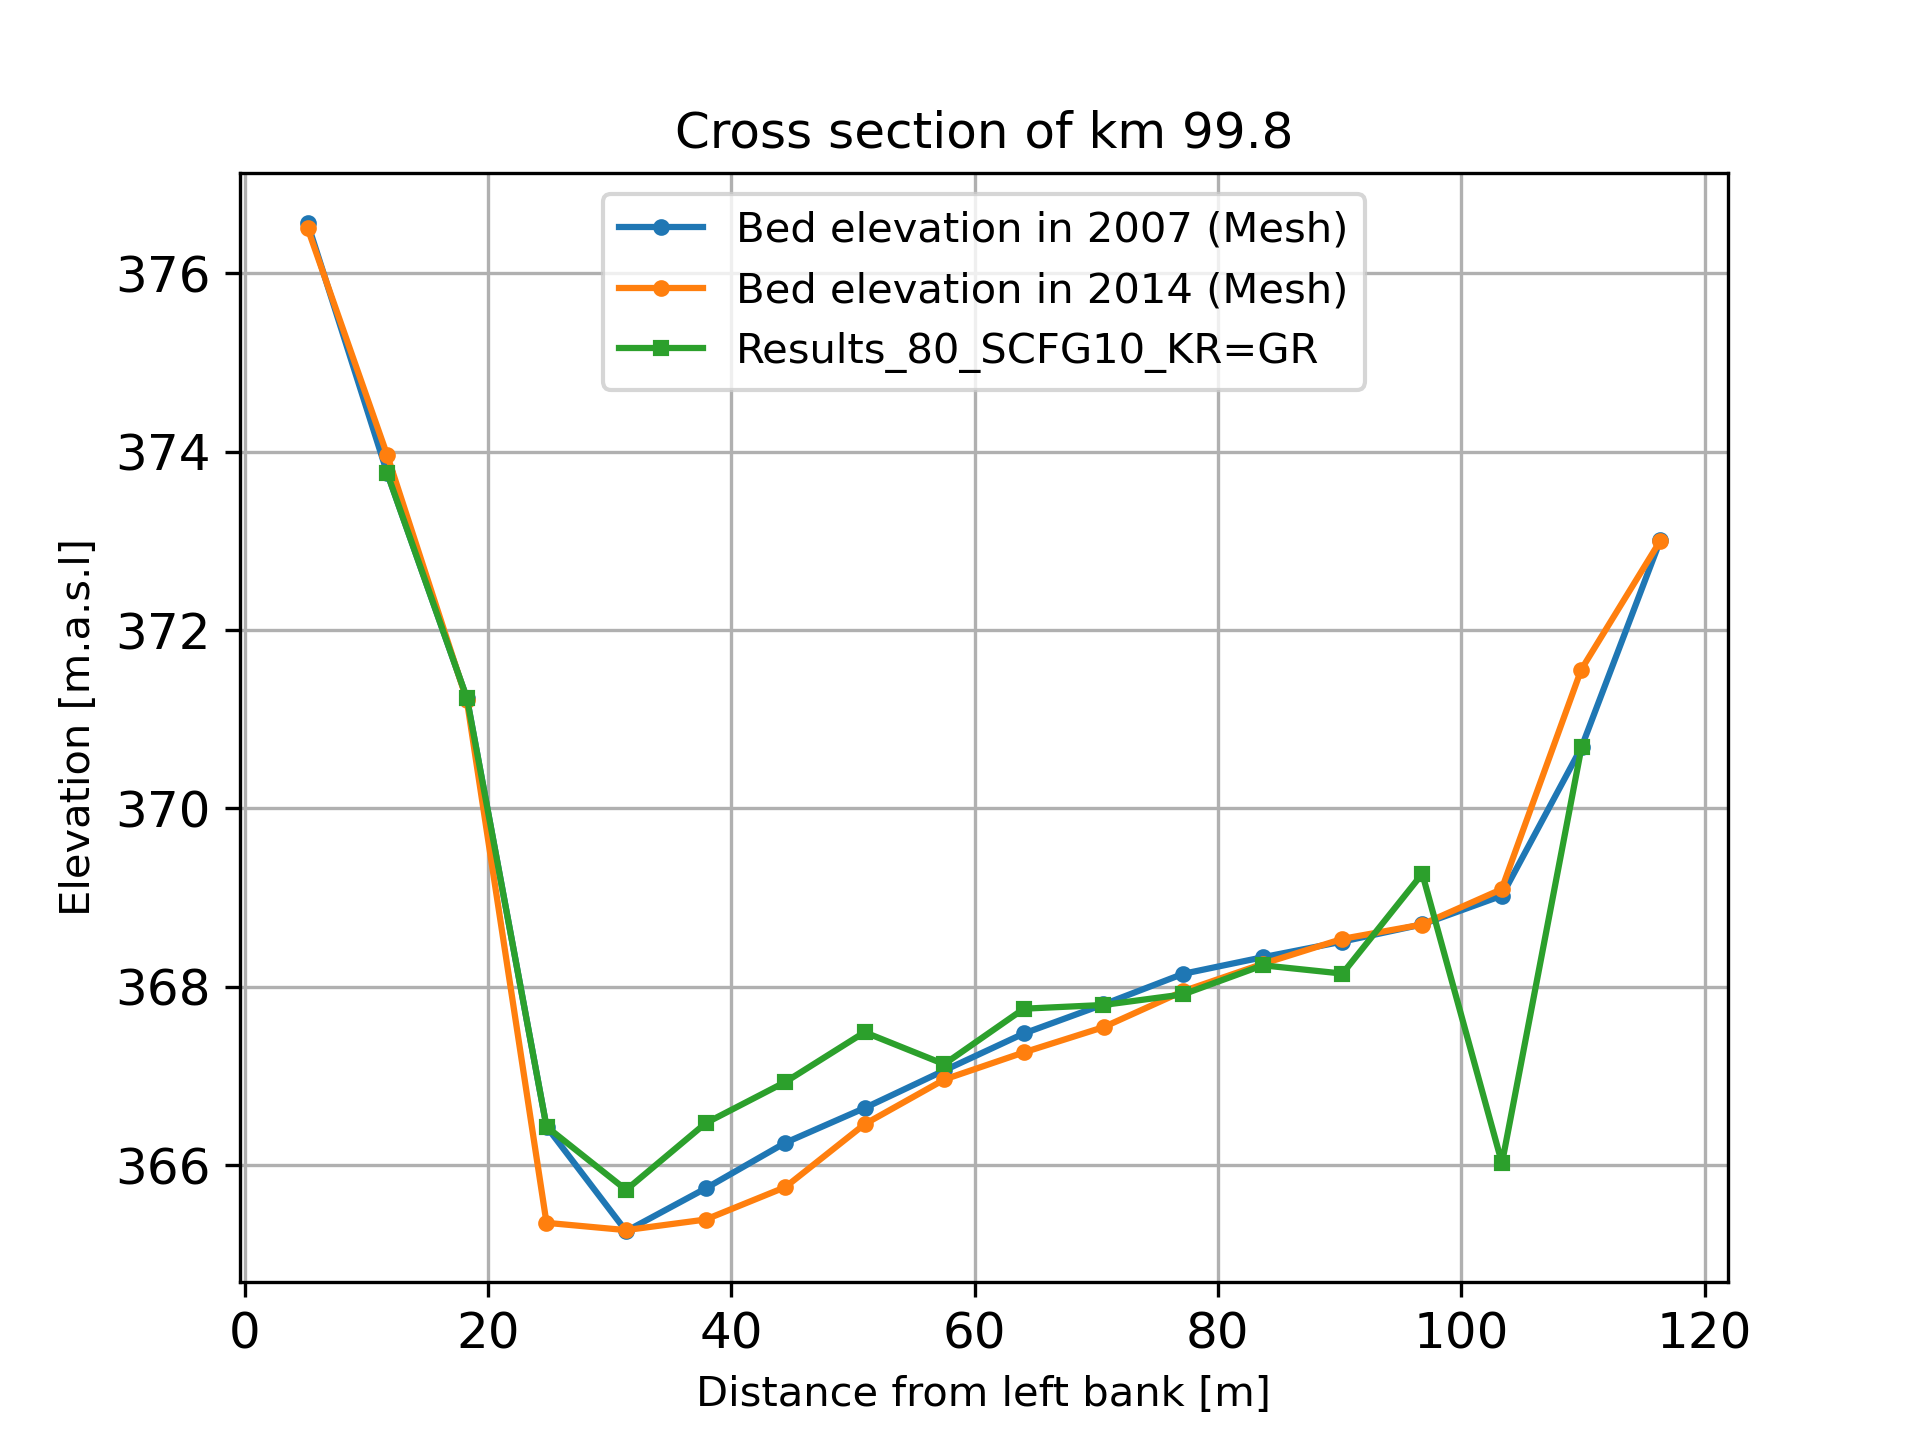 Cross section of km 99.8
Bed elevation in 2007 (Mesh)
Bed elevation in 2014 (Mesh)
Results_80_SCFG10_KR=GR
376
374
372
370
368
366
Elevation [m.a.s.l]
0 20 40 60 80 100 120
Distance from left bank [m]